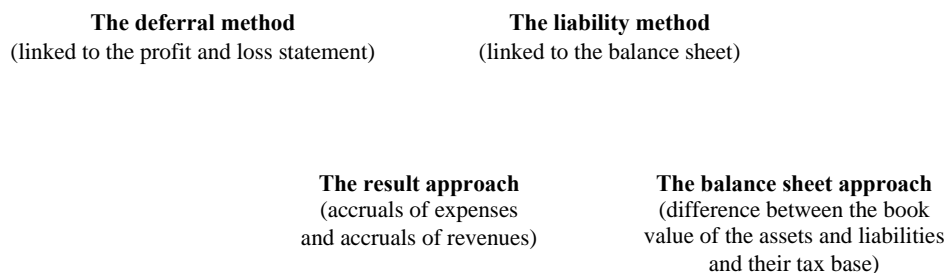 The deferral method
(linked to the profit and loss statement)
The liability method
(linked to the balance sheet)
The result approach
(accruals of expenses
and accruals of revenues)
The balance sheet approach
(difference between the book
value of the assets and liabilities
and their tax base)